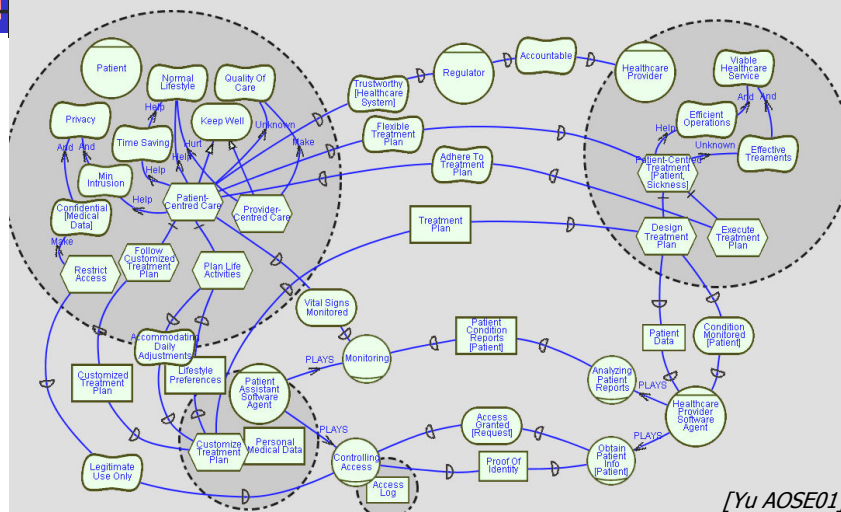 Patient
Normal
Lifestyle
Quality Of
Care
Privacy
Help
Keep Well
Unknown
And
And
Time Saving
Hurt
Help
Make
Help
Min
Intrusion
Help
Patient-
Centred Care
Provider-
Centred Care
Confidential
[Medical
Data]
Make
Restrict
Access
Follow
Customized
Treatment
Plan
Plan Life
Activities
Trustworthy
[Healthcare
System]
Regulator
Accountable
Healthcare
Provider
Viable
Healthcare
Service
And
And
Flexible
Treatment
Plan
Efficient
Operations
Help
Unknown
Adhere To
Treatment
Plan
Patient-Centred
Treatment
[Patient,
Sickness]
Effective
Treaments
Treatment
Plan
Design
Treatment
Plan
Execute
Treatment
Plan
Vital Signs
Monitored
Accommodating
Daily
Adjustments
Customized
Treatment
Plan
Lifestyle
Preferences
Patient
Assistant
Software
Agent
PLAYS
Monitoring
Patient
Condition
Reports
[Patient]
Patient
Data
Condition
Monitored
[Patient]
Analyzing
Patient
Reports
PLAYS
Healthcare
Provider
Software
Agent
PLAYS
PLAYS
Customize
Treatment
Plan
Personal
Medical Data
Controlling
Access
Access
Granted
[Request]
Obtain
Patient
Info
[Patient]
Legitimate
Use Only
Proof Of
Identity
Access
Log
[Yu AOSE01]